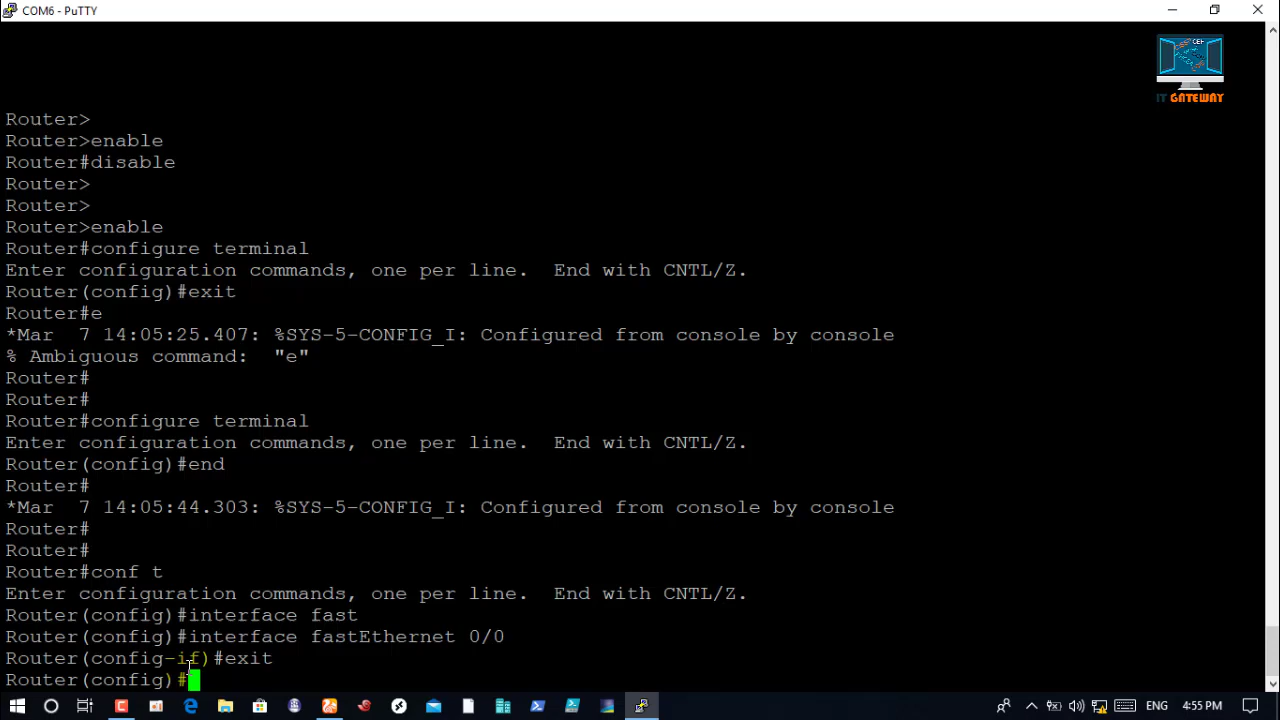 COM6 - PuTTY
CEF
IT GATEWAY
Router>
Router>enable
Router#disable
Router>
Router>
Router>enable
Router#configure terminal
Enter configuration commands, one per line.  End with CNTL/Z.
Router(config)#exit
Router#e
*Mar  7 14:05:25.407: %SYS-5-CONFIG_I: Configured from console by console
% Ambiguous command:  "e"
Router#
Router#
Router#configure terminal
Enter configuration commands, one per line.  End with CNTL/Z.
Router(config)#end
Router#
*Mar  7 14:05:44.303: %SYS-5-CONFIG_I: Configured from console by console
Router#
Router#
Router#conf t
Enter configuration commands, one per line.  End with CNTL/Z.
Router(config)#interface fast
Router(config)#interface fastEthernet 0/0
Router(config-if)#exit
Router(config)#
ENG
4:55 PM